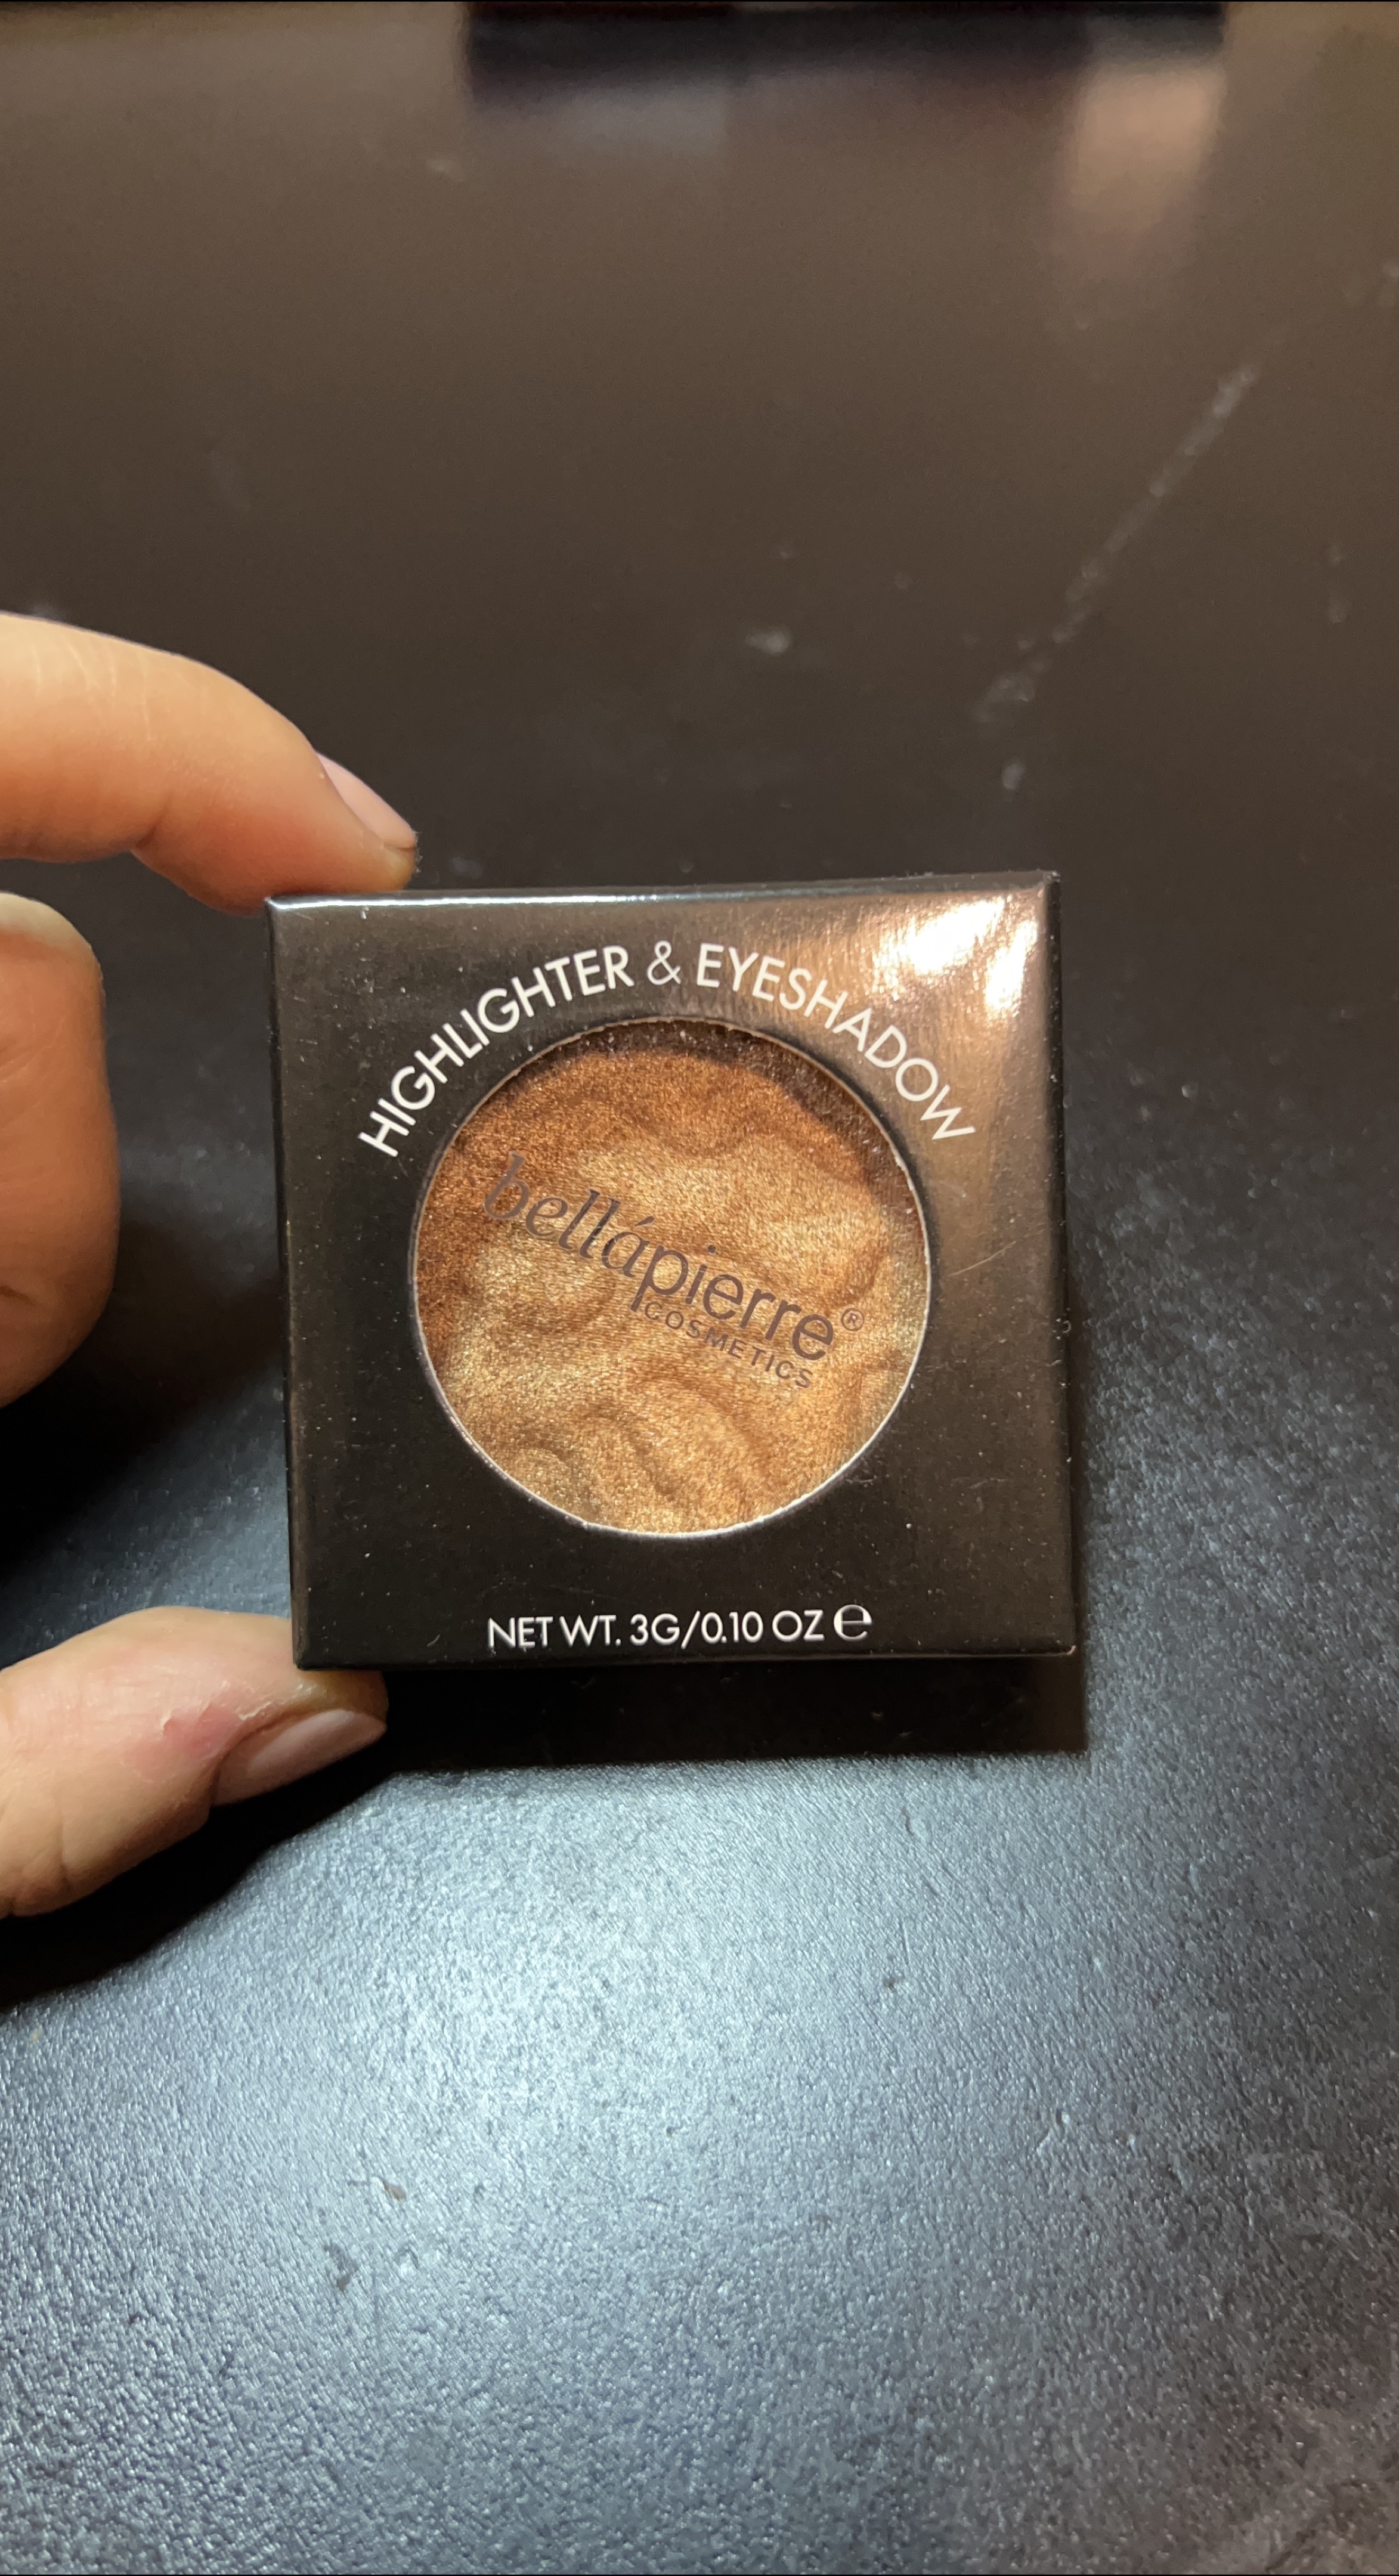 HIGHLIGHTER & EYESHADOW
bellápierre®
COSMETICS
NET WT. 3G/0.10 OZ e